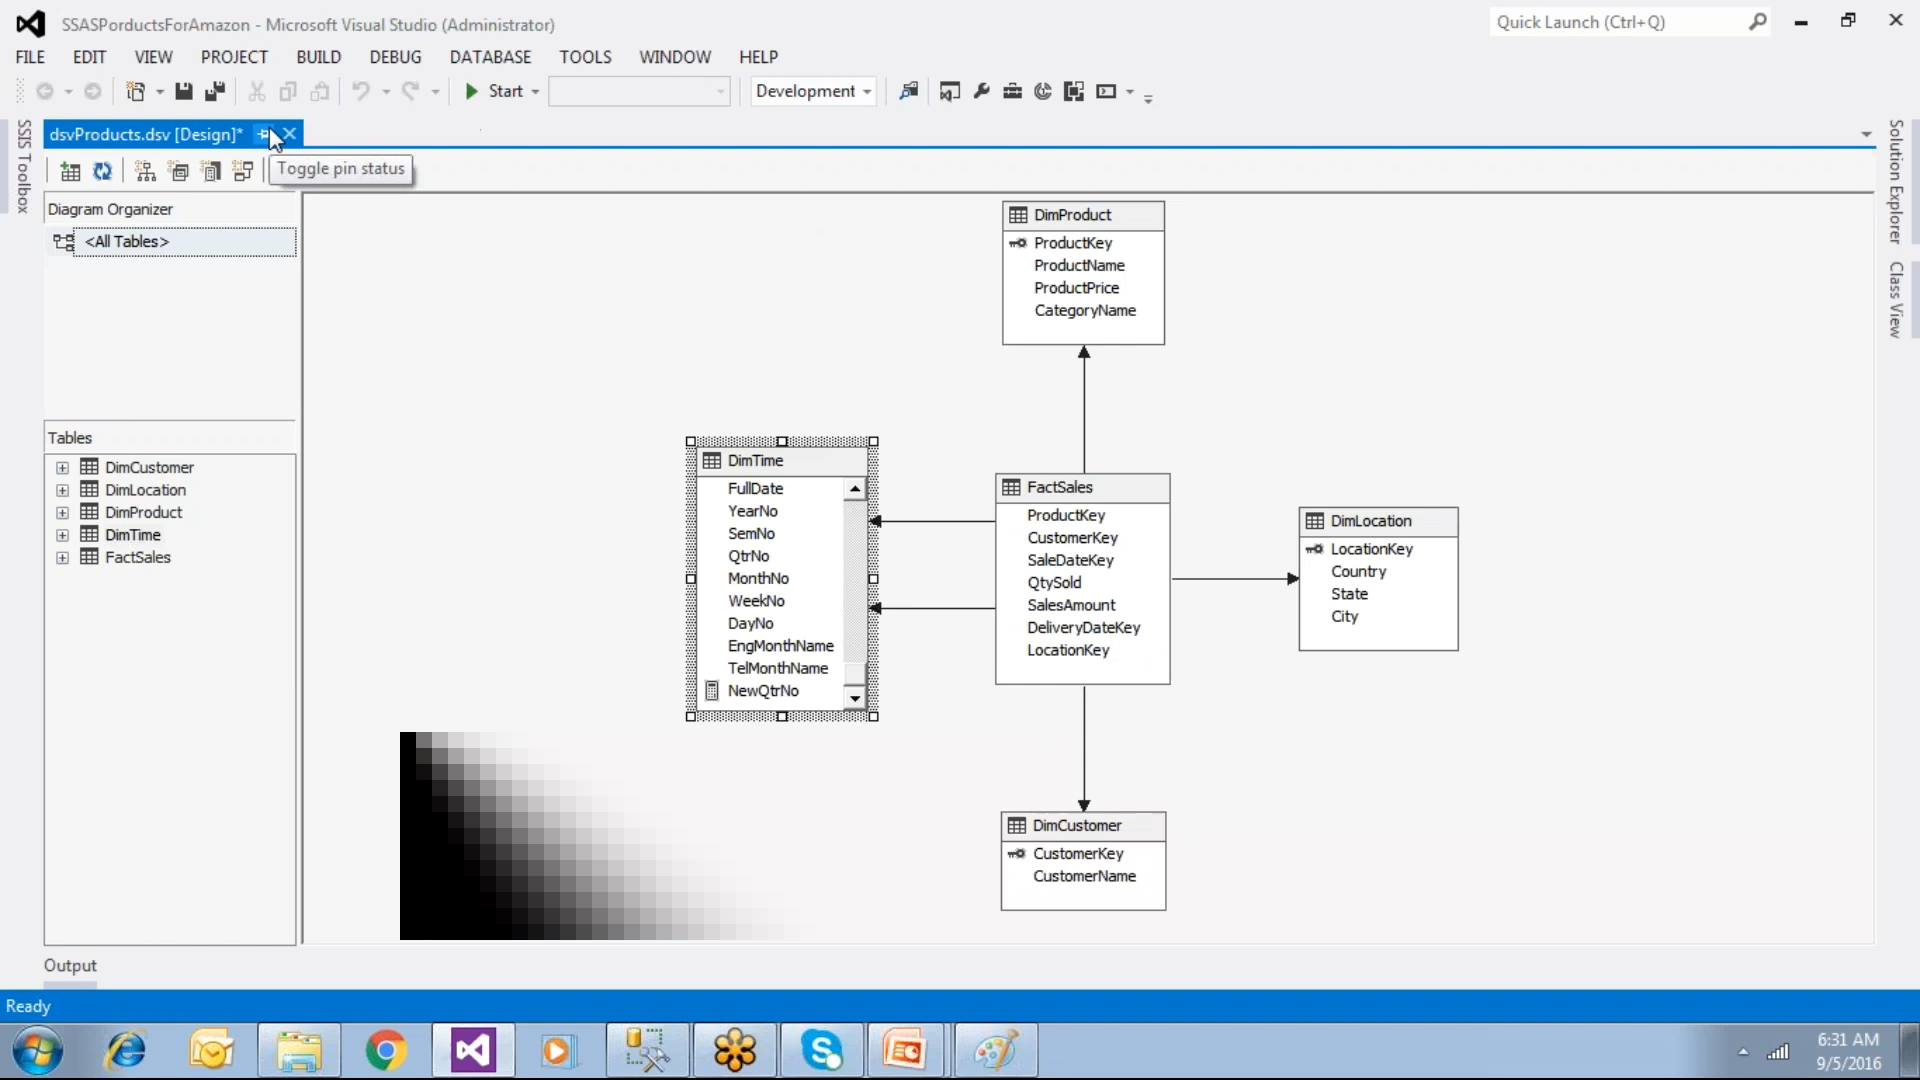 SSASPorductsForAmazon - Microsoft Visual Studio (Administrator)
Quick Launch (Ctrl+Q)
FILE EDIT VIEW PROJECT BUILD DEBUG DATABASE TOOLS WINDOW HELP
Start
Development
SSIS Toolbox
dsvProducts.dsv [Design]*
Toggle pin status
Solution Explorer
Class View
Diagram Organizer
<All Tables>
Tables
DimCustomer
DimLocation
DimProduct
DimTime
FactSales
DimProduct
ProductKey
ProductName
ProductPrice
CategoryName
DimTime
FullDate
YearNo
SemNo
QtrNo
MonthNo
WeekNo
DayNo
EngMonthName
TelMonthName
NewQtrNo
FactSales
ProductKey
CustomerKey
SaleDateKey
QtySold
SalesAmount
DeliveryDateKey
LocationKey
DimLocation
LocationKey
Country
State
City
DimCustomer
CustomerKey
CustomerName
Output
Ready
6:31 AM
9/5/2016